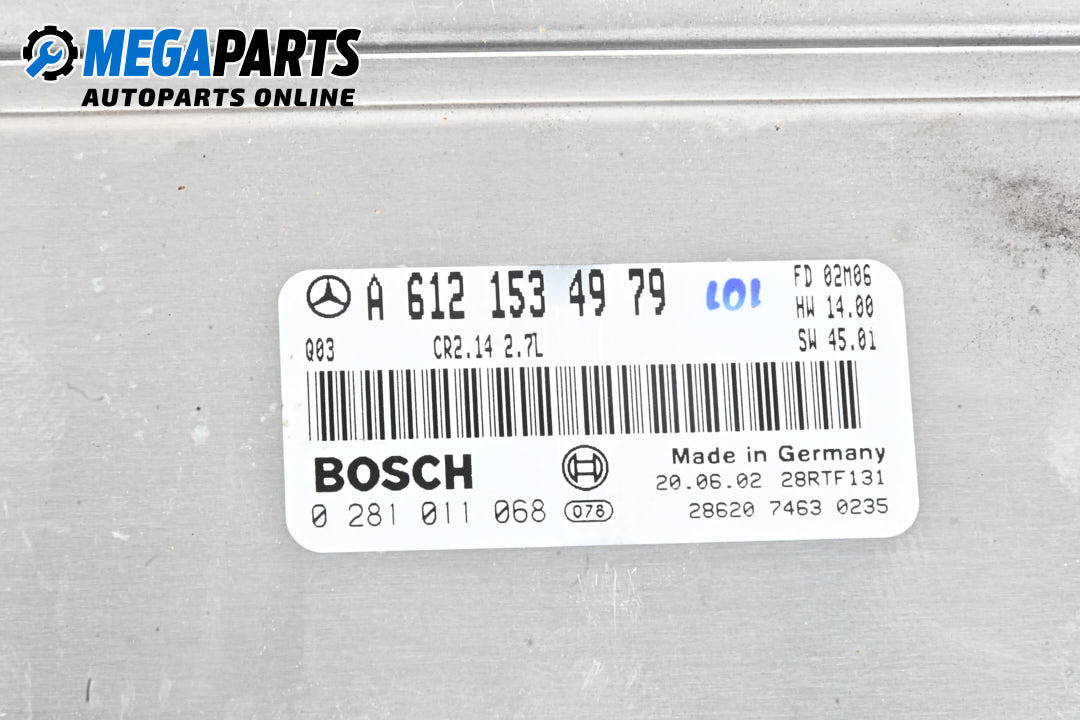 MEGAPARTS
AUTOPARTS ONLINE
A 612 153 49 79
101
FD 02M06
HW 14.00
SW 45.01
Q03 CR2.14 2.7L
BOSCH
Made in Germany
20.06.02 28RTF131
0 281 011 068 078
28620 7463 0235